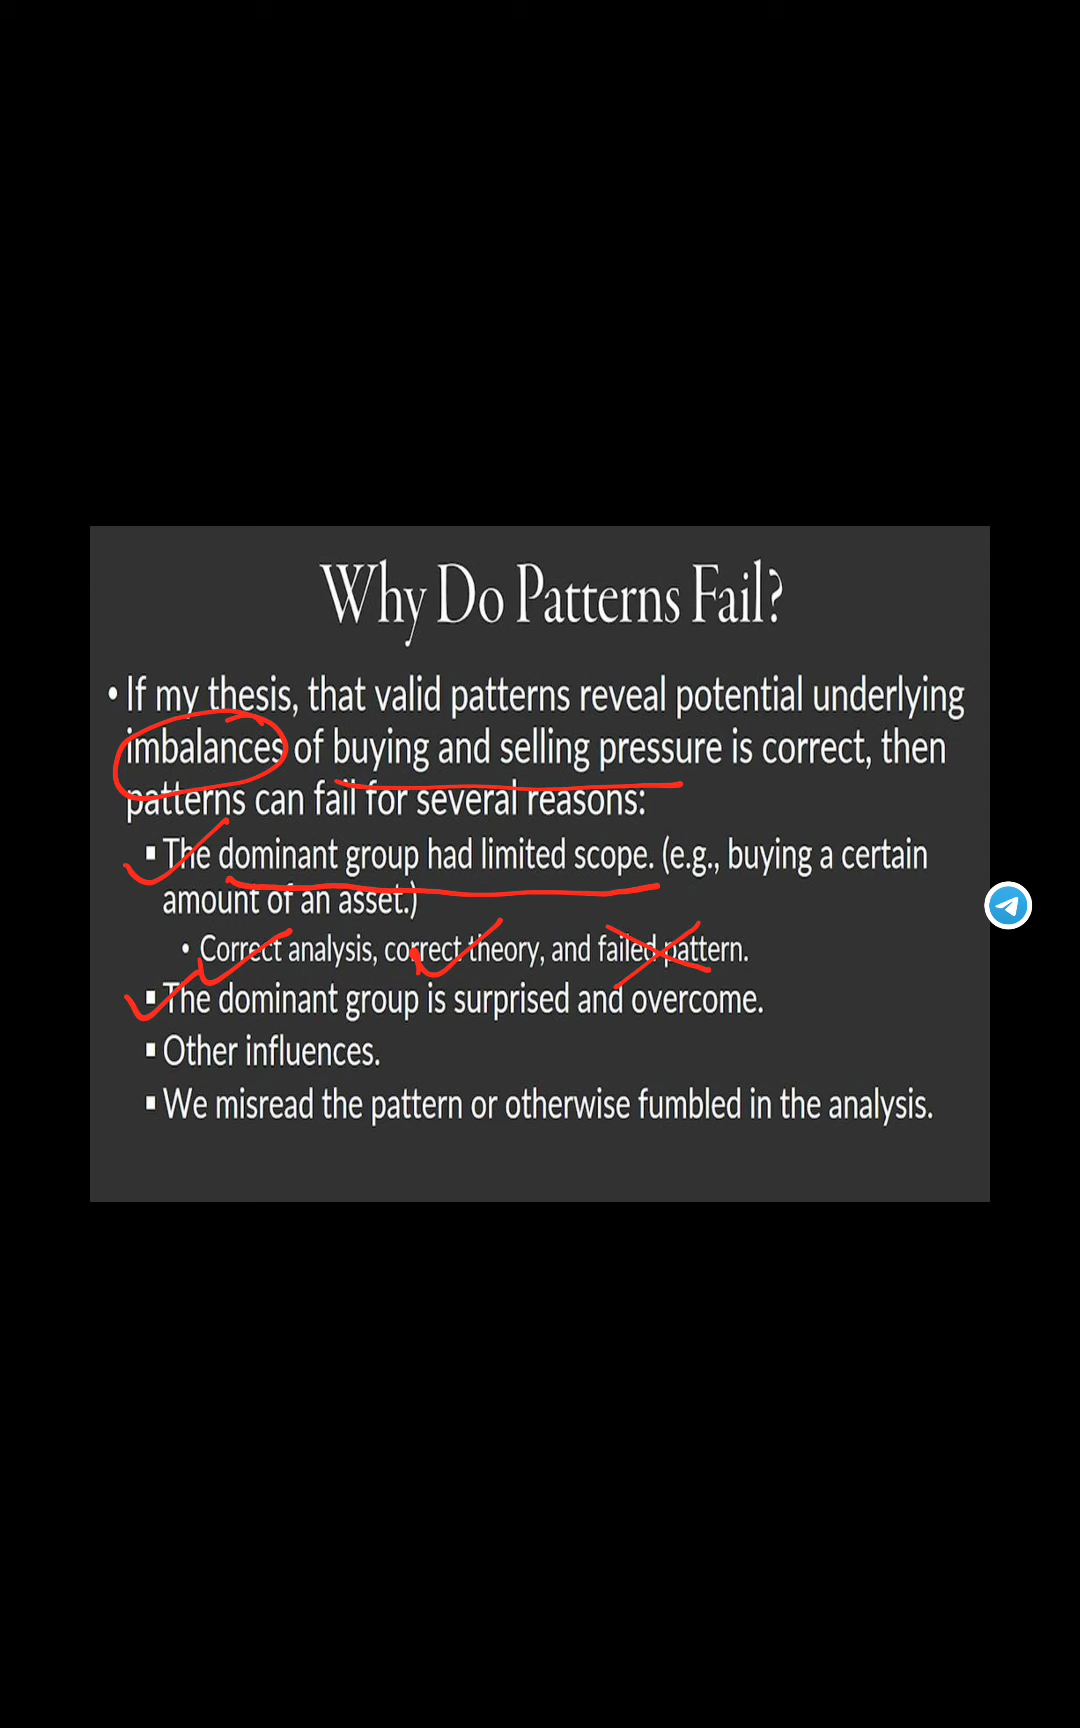 Why Do Patterns Fail?
• If my thesis, that valid patterns reveal potential underlying
imbalances of buying and selling pressure is correct, then
patterns can fail for several reasons:
▪ The dominant group had limited scope. (e.g., buying a certain
amount of an asset.)
• Correct analysis, correct theory, and failed pattern.
▪ The dominant group is surprised and overcome.
▪ Other influences.
▪ We misread the pattern or otherwise fumbled in the analysis.